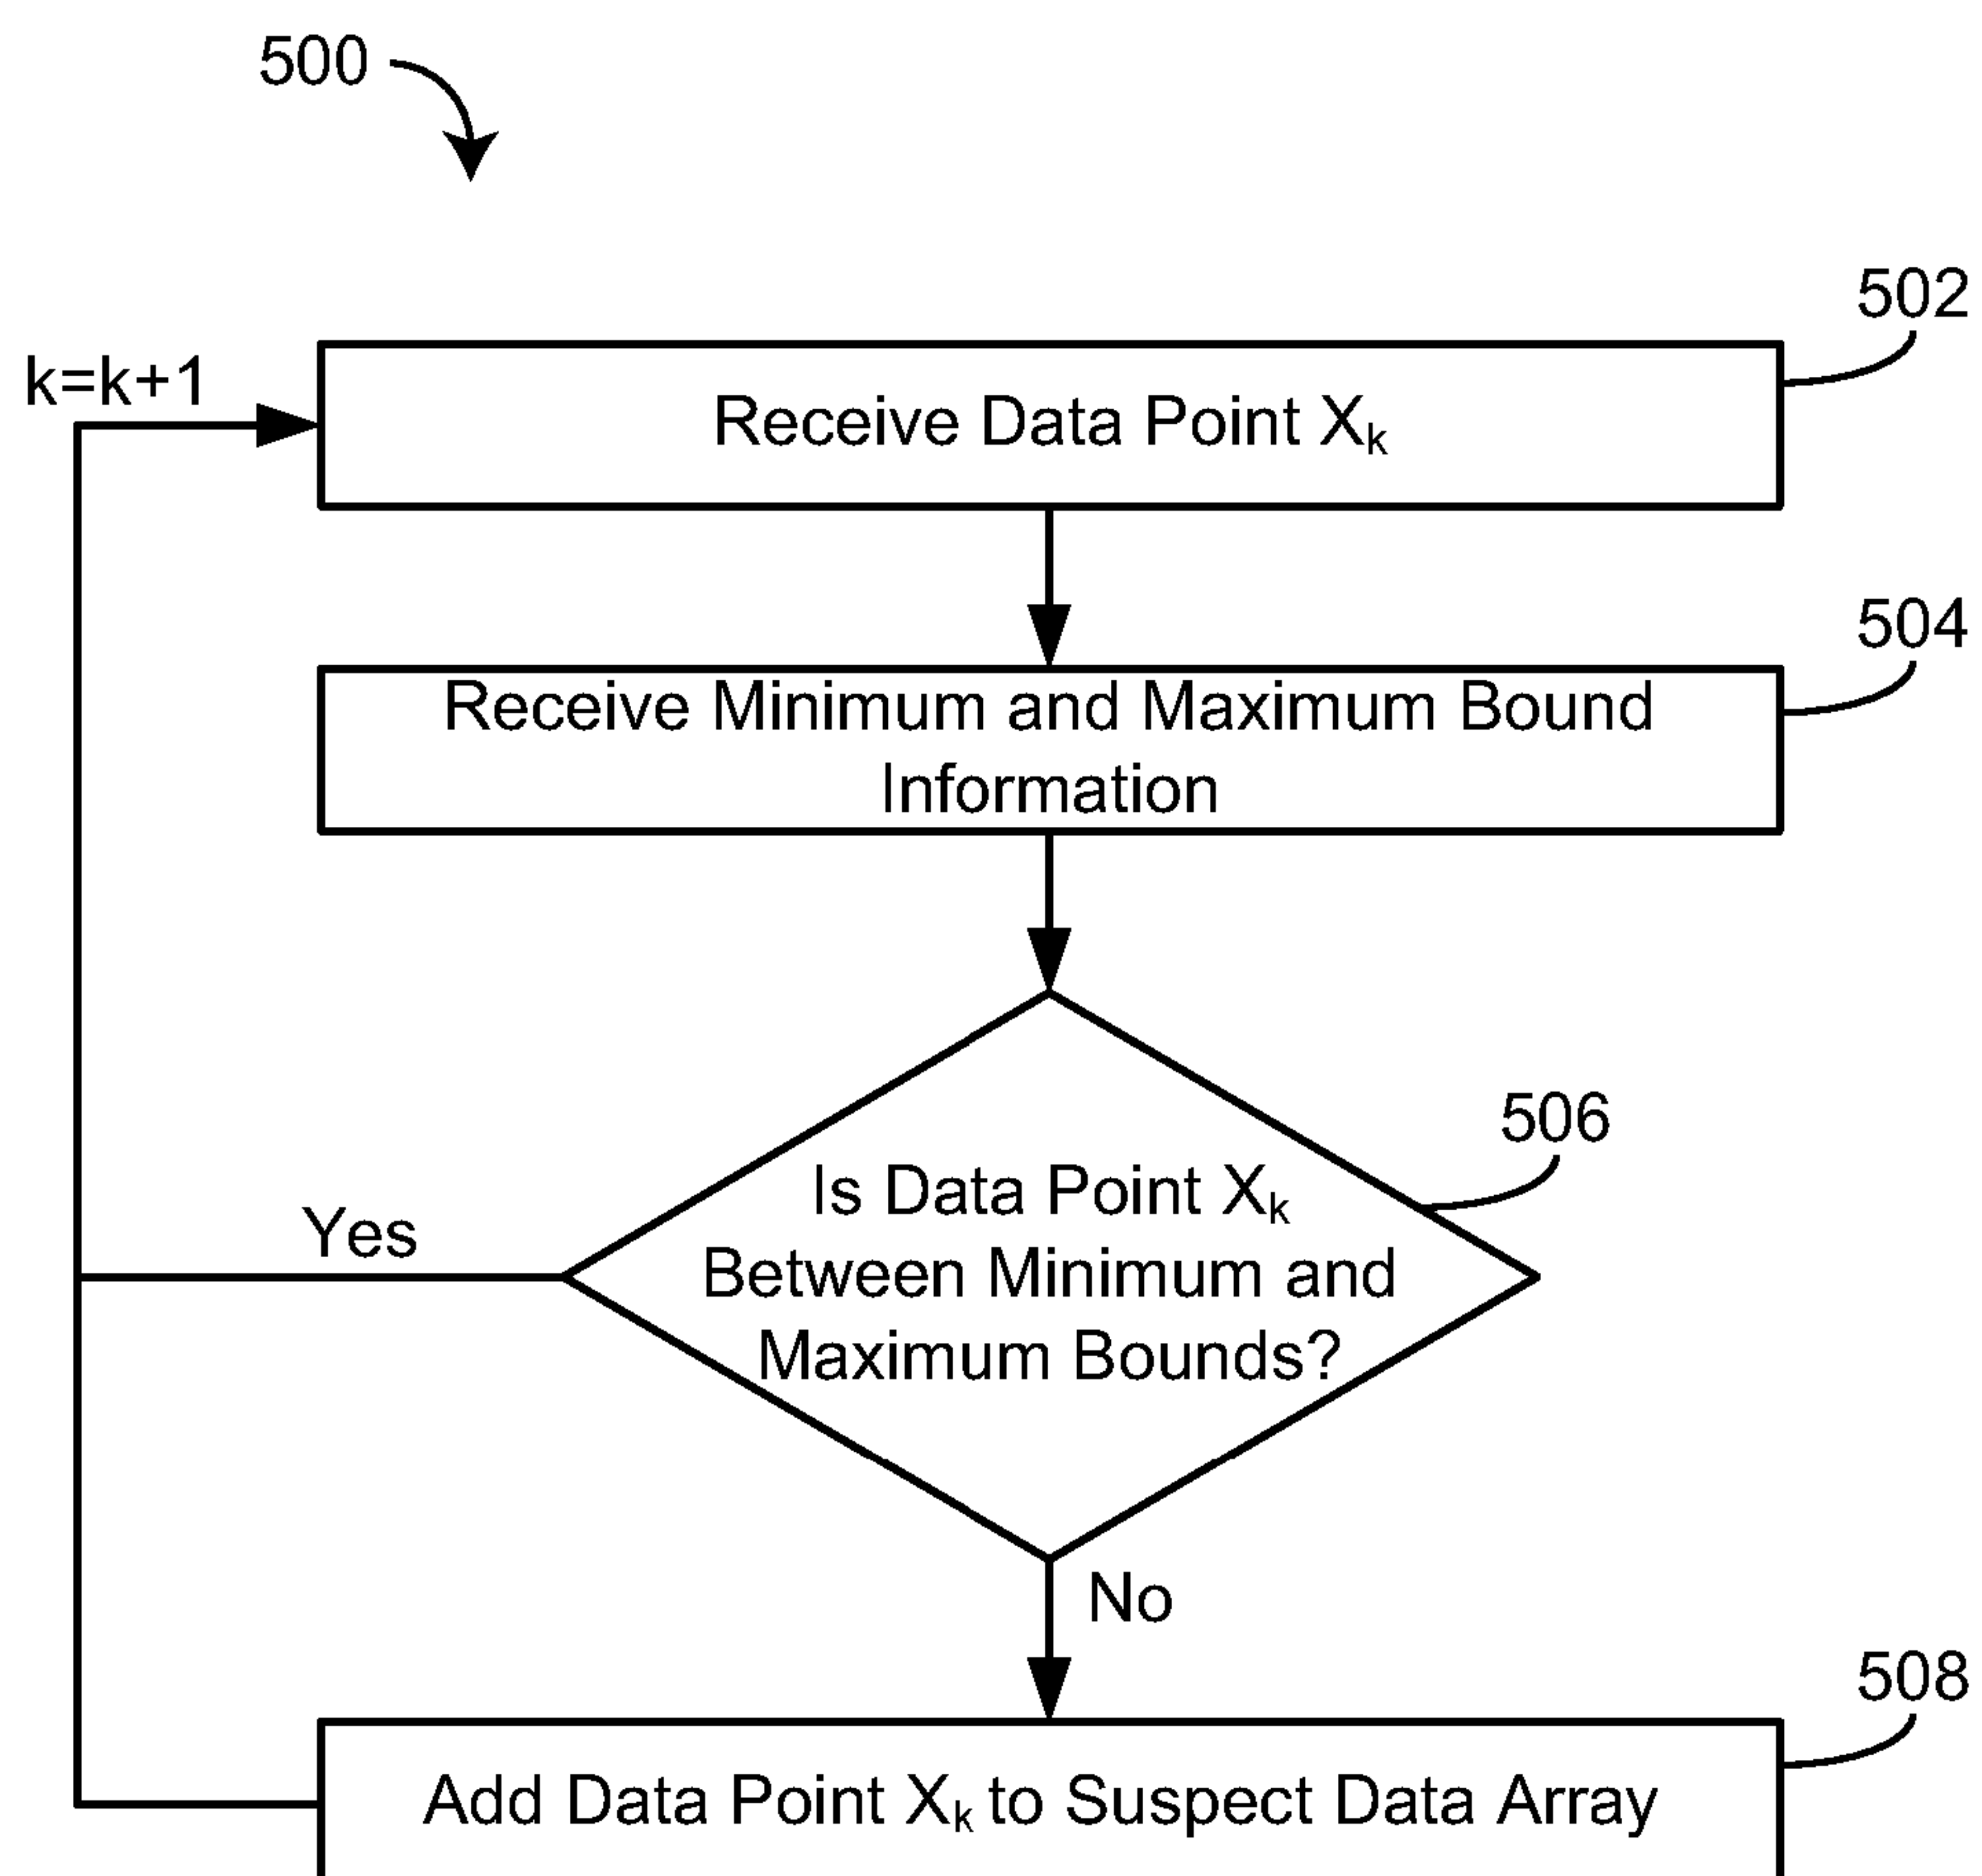 500
502
k=k+1
Receive Data Point Xk
504
Receive Minimum and Maximum Bound
Information
506
Is Data Point Xk
Between Minimum and
Maximum Bounds?
Yes
No
508
Add Data Point Xk to Suspect Data Array